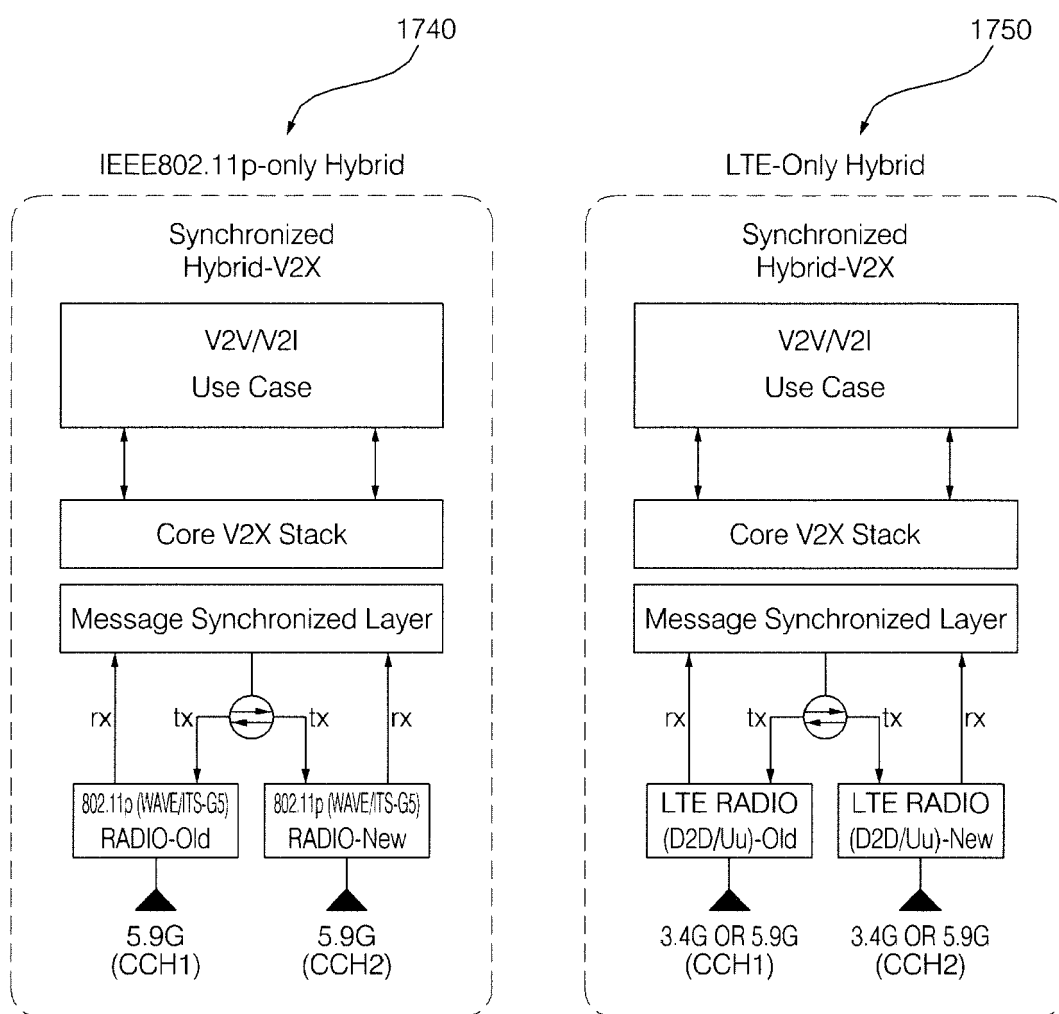 1740
IEEE802.11p-only Hybrid
Synchronized
Hybrid-V2X
V2V/V2I
Use Case
Core V2X Stack
Message Synchronized Layer
rx
tx
tx
rx
802.11p (WAVE/ITS-G5)
RADIO-Old
802.11p (WAVE/ITS-G5)
RADIO-New
5.9G
(CCH1)
5.9G
(CCH2)
1750
LTE-Only Hybrid
Synchronized
Hybrid-V2X
V2V/V2I
Use Case
Core V2X Stack
Message Synchronized Layer
rx
tx
tx
rx
LTE RADIO
(D2D/Uu)-Old
LTE RADIO
(D2D/Uu)-New
3.4G OR 5.9G
(CCH1)
3.4G OR 5.9G
(CCH2)